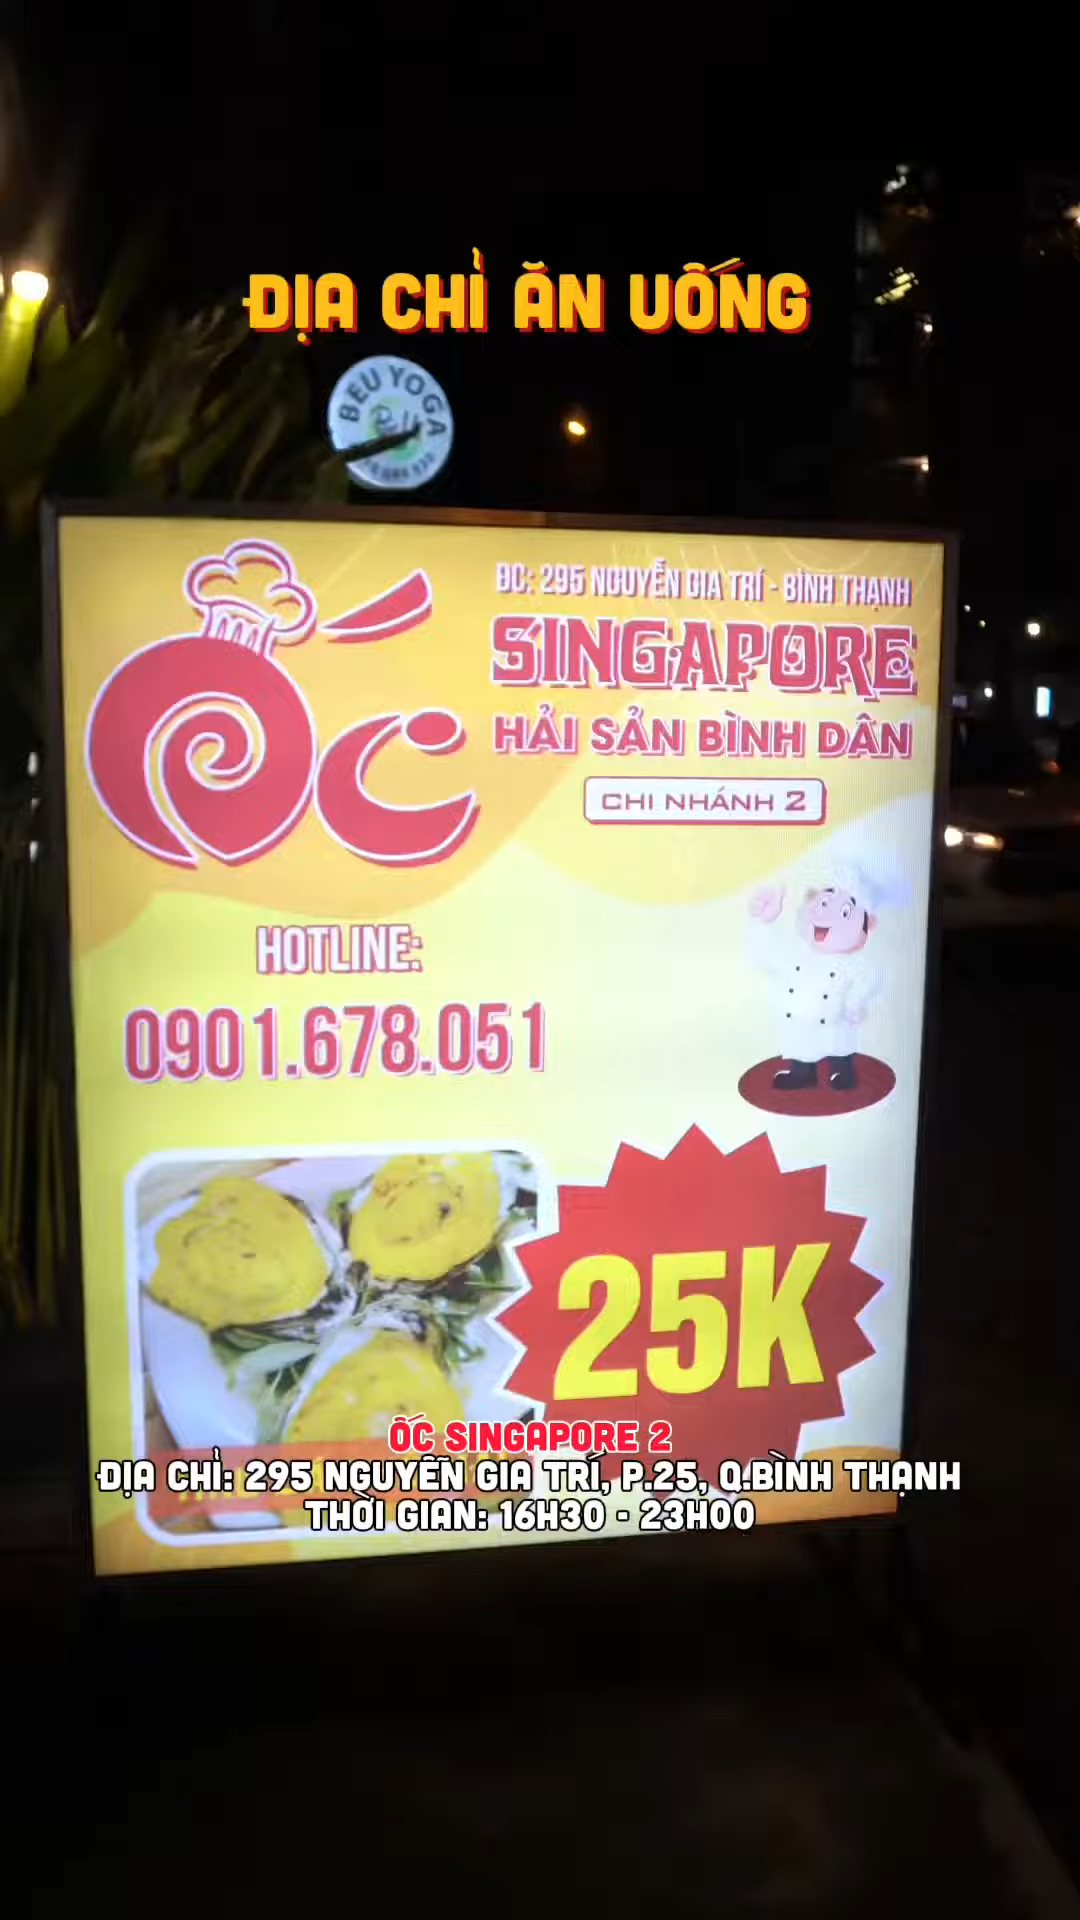 ĐỊA CHỈ ĂN UỐNG
BEU YOGA
ỐC
ĐC: 295 NGUYỄN GIA TRÍ - BÌNH THẠNH
SINGAPORE
HẢI SẢN BÌNH DÂN
CHI NHÁNH 2
HOTLINE:
0901.678.051
25K
ỐC SINGAPORE 2
ĐỊA CHỈ: 295 NGUYỄN GIA TRÍ, P.25, Q.BÌNH THẠNH
THỜI GIAN: 16H30 - 23H00